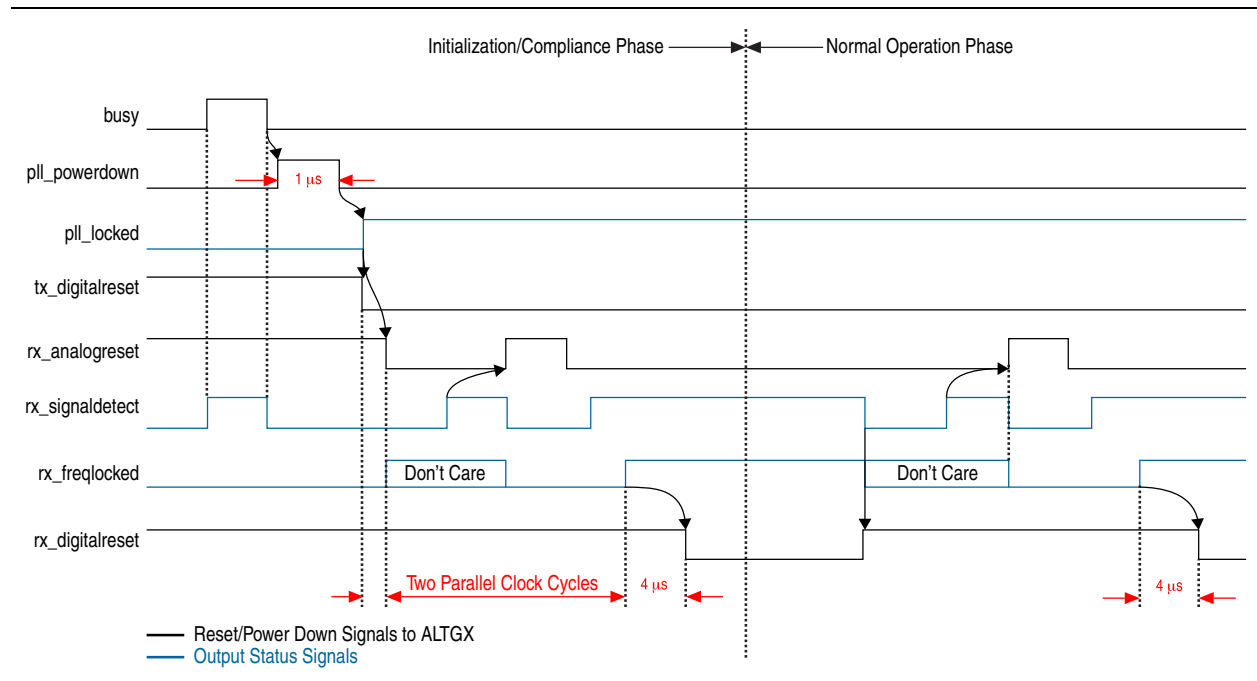 Initialization/Compliance Phase
Normal Operation Phase
busy
pll_powerdown
1 μs
pll_locked
tx_digitalreset
rx_analogreset
rx_signaldetect
rx_freqlocked
Don't Care
Don't Care
rx_digitalreset
Two Parallel Clock Cycles
4 μs
4 μs
Reset/Power Down Signals to ALTGX
Output Status Signals